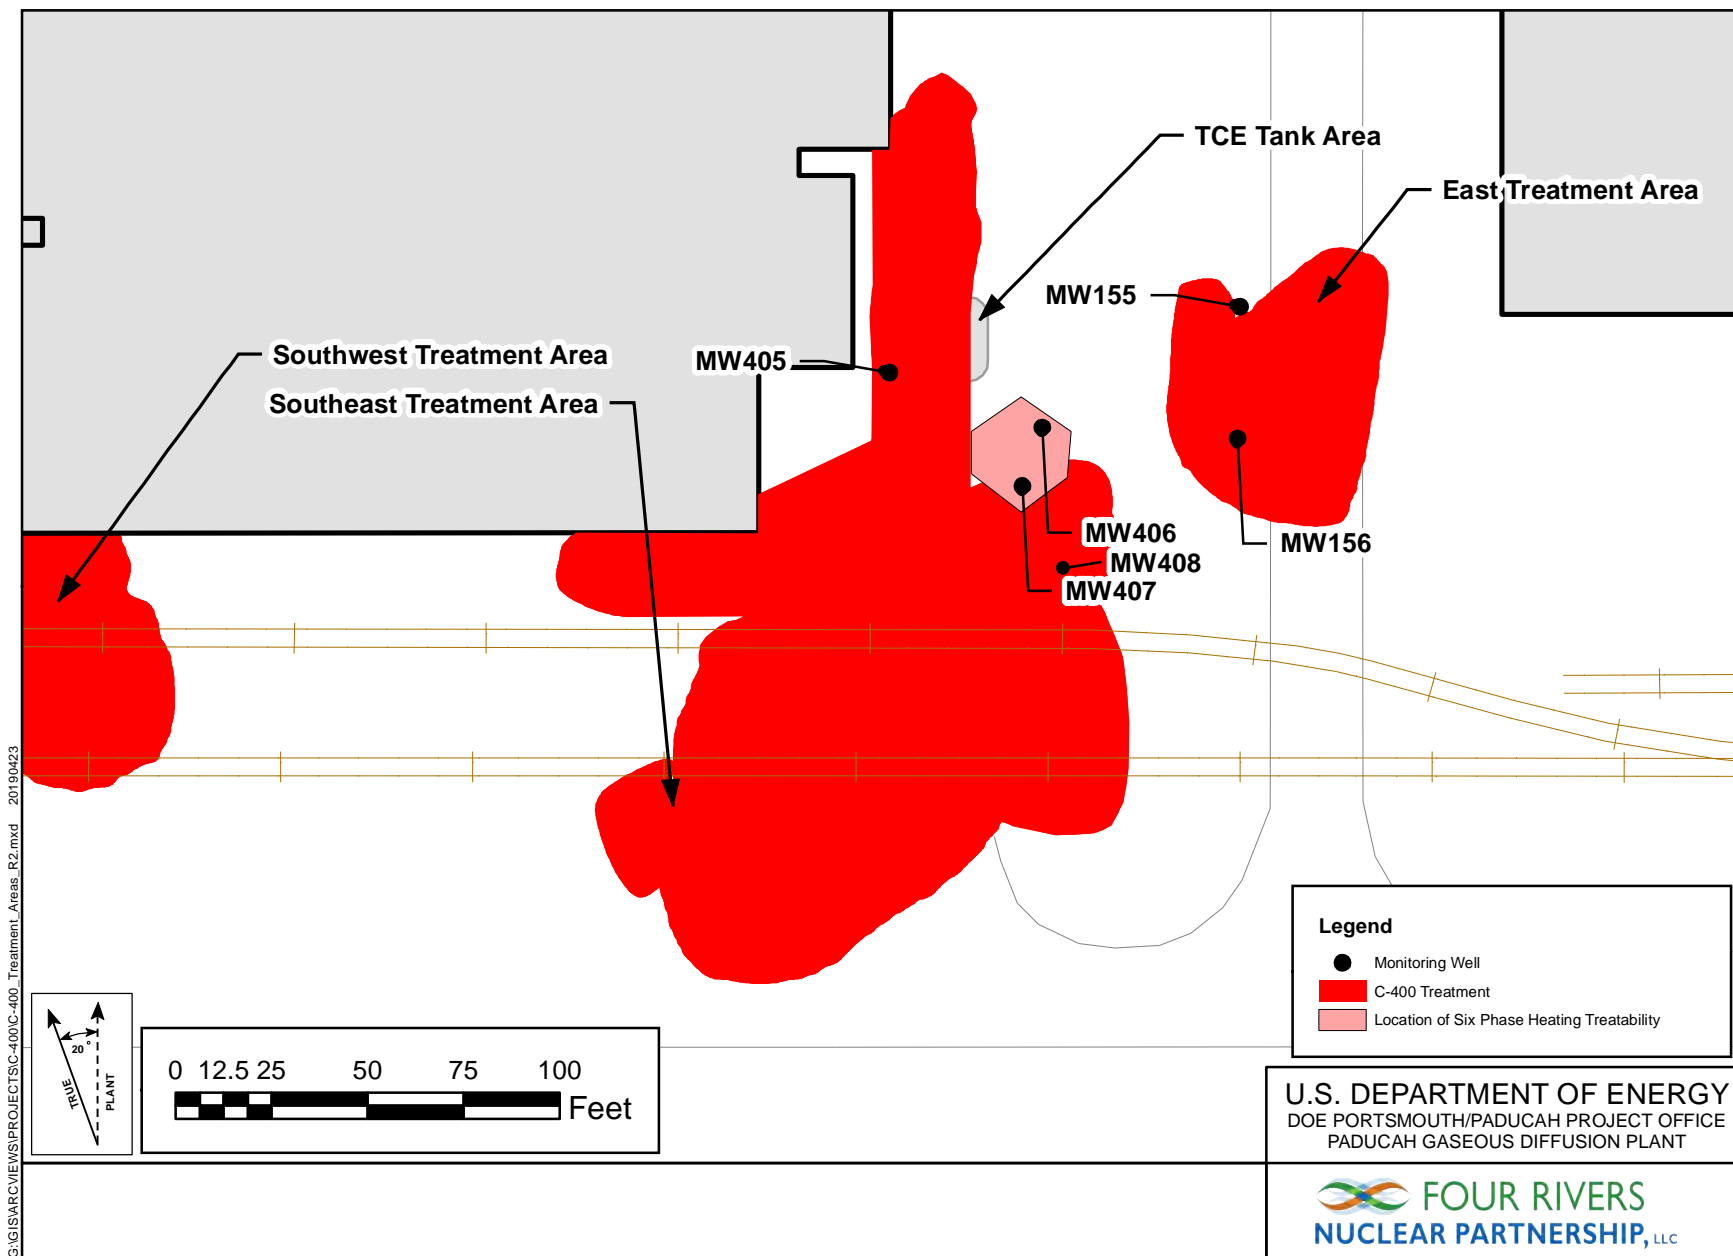 TCE Tank Area
East Treatment Area
MW155
Southwest Treatment Area
MW405
Southeast Treatment Area
MW406
MW156
MW408
MW407
G:\GIS\ARCVIEWS\PROJECTS\C-400\C-400_Treatment_Areas_R2.mxd 20190423
Legend
Monitoring Well
C-400 Treatment
Location of Six Phase Heating Treatability
20°
TRUE
PLANT
0 12.5 25 50 75 100
Feet
U.S. DEPARTMENT OF ENERGY
DOE PORTSMOUTH/PADUCAH PROJECT OFFICE
PADUCAH GASEOUS DIFFUSION PLANT
FOUR RIVERS
NUCLEAR PARTNERSHIP, LLC